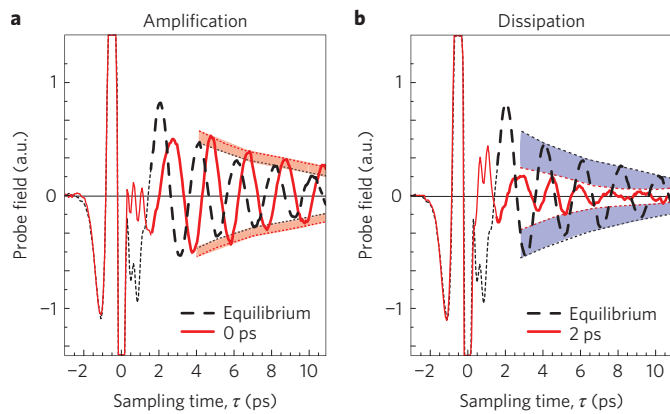 a Amplification
Probe field (a.u.)
1
0
−1
Equilibrium
0 ps
−2 0 2 4 6 8 10
Sampling time, τ (ps)
b Dissipation
Probe field (a.u.)
1
0
−1
Equilibrium
2 ps
−2 0 2 4 6 8 10
Sampling time, τ (ps)